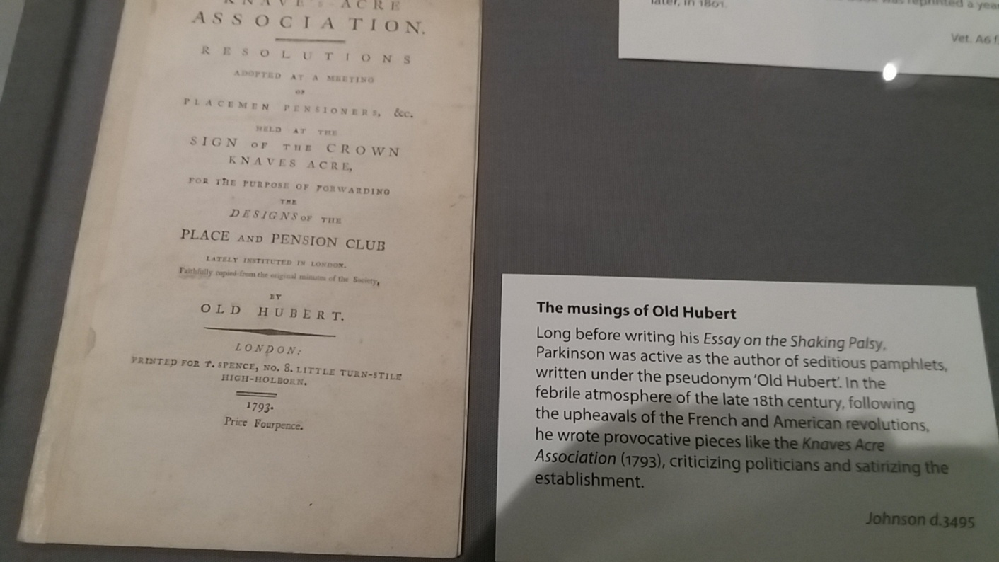 KNAVE's ACRE
ASSOCIATION.
RESOLUTIONS
ADOPTED AT A MEETING
OF
PLACEMEN PENSIONERS, &c.
HELD AT THE
SIGN OF THE CROWN
KNAVES ACRE,
FOR THE PURPOSE OF FORWARDING
THE
DESIGNS OF THE
PLACE AND PENSION CLUB
LATELY INSTITUTED IN LONDON.
Faithfully copied from the original minutes of the Society,
BY
OLD HUBERT.
LONDON:
PRINTED FOR T. SPENCE, NO. 8. LITTLE TURN-STILE
HIGH-HOLBORN.
1793.
Price Fourpence.
was reprinted a year
later, in 1801.
Vet. A6 f.
The musings of Old Hubert
Long before writing his Essay on the Shaking Palsy,
Parkinson was active as the author of seditious pamphlets,
written under the pseudonym 'Old Hubert'. In the
febrile atmosphere of the late 18th century, following
the upheavals of the French and American revolutions,
he wrote provocative pieces like the Knaves Acre
Association (1793), criticizing politicians and satirizing the
establishment.
Johnson d.3495